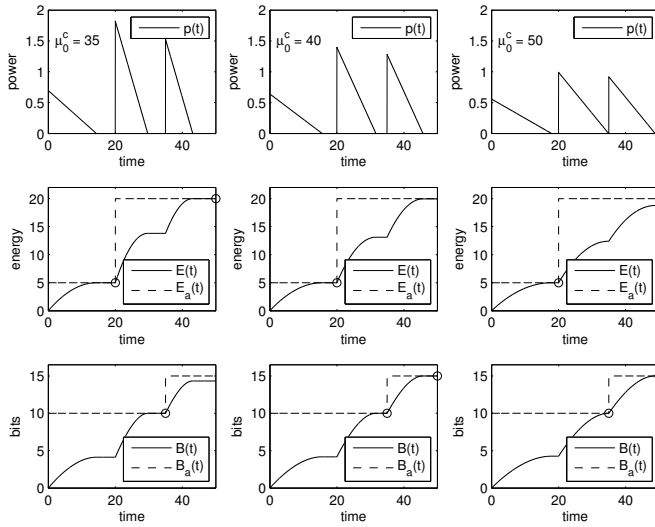 2
1.5
1
0.5
0
power
μ₀ᶜ = 35
p(t)
0 20 40
time
2
1.5
1
0.5
0
power
μ₀ᶜ = 40
p(t)
0 20 40
time
2
1.5
1
0.5
0
power
μ₀ᶜ = 50
p(t)
0 20 40
time
20
15
10
5
0
energy
E(t)
Eₐ(t)
0 20 40
time
20
15
10
5
0
energy
E(t)
Eₐ(t)
0 20 40
time
20
15
10
5
0
energy
E(t)
Eₐ(t)
0 20 40
time
15
10
5
0
bits
B(t)
Bₐ(t)
0 20 40
time
15
10
5
0
bits
B(t)
Bₐ(t)
0 20 40
time
15
10
5
0
bits
B(t)
Bₐ(t)
0 20 40
time